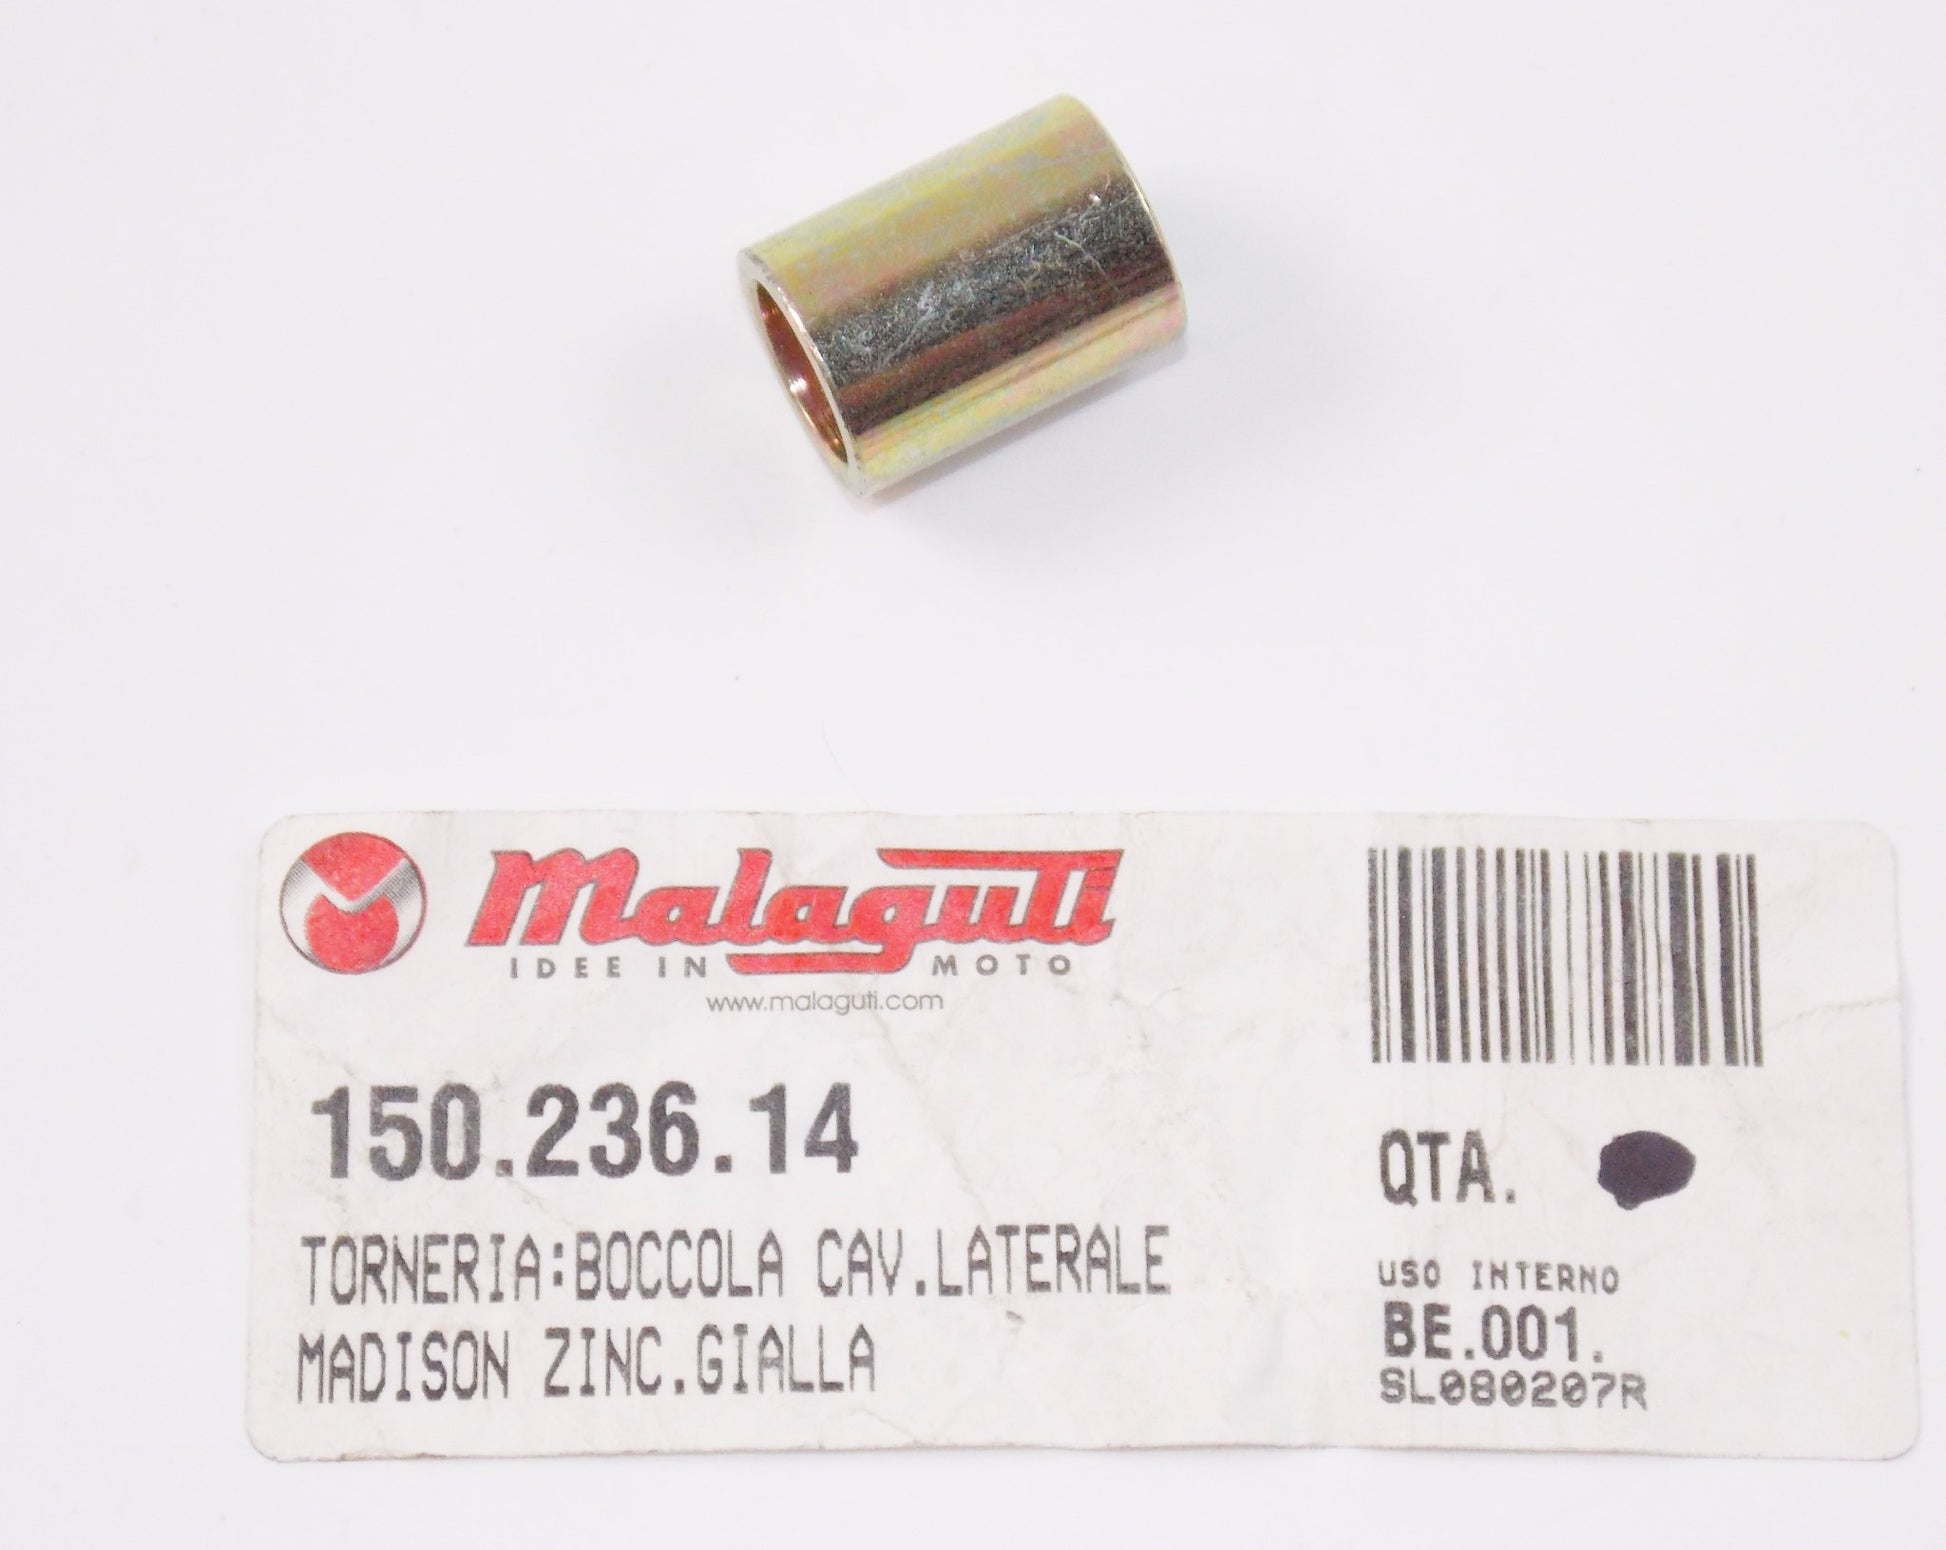 Malaguti
IDEE IN MOTO
www.malaguti.com
150.236.14
TORNERIA:BOCCOLA CAV.LATERALE
MADISON ZINC.GIALLA
QTA.
USO INTERNO
BE.001.
SL080207R